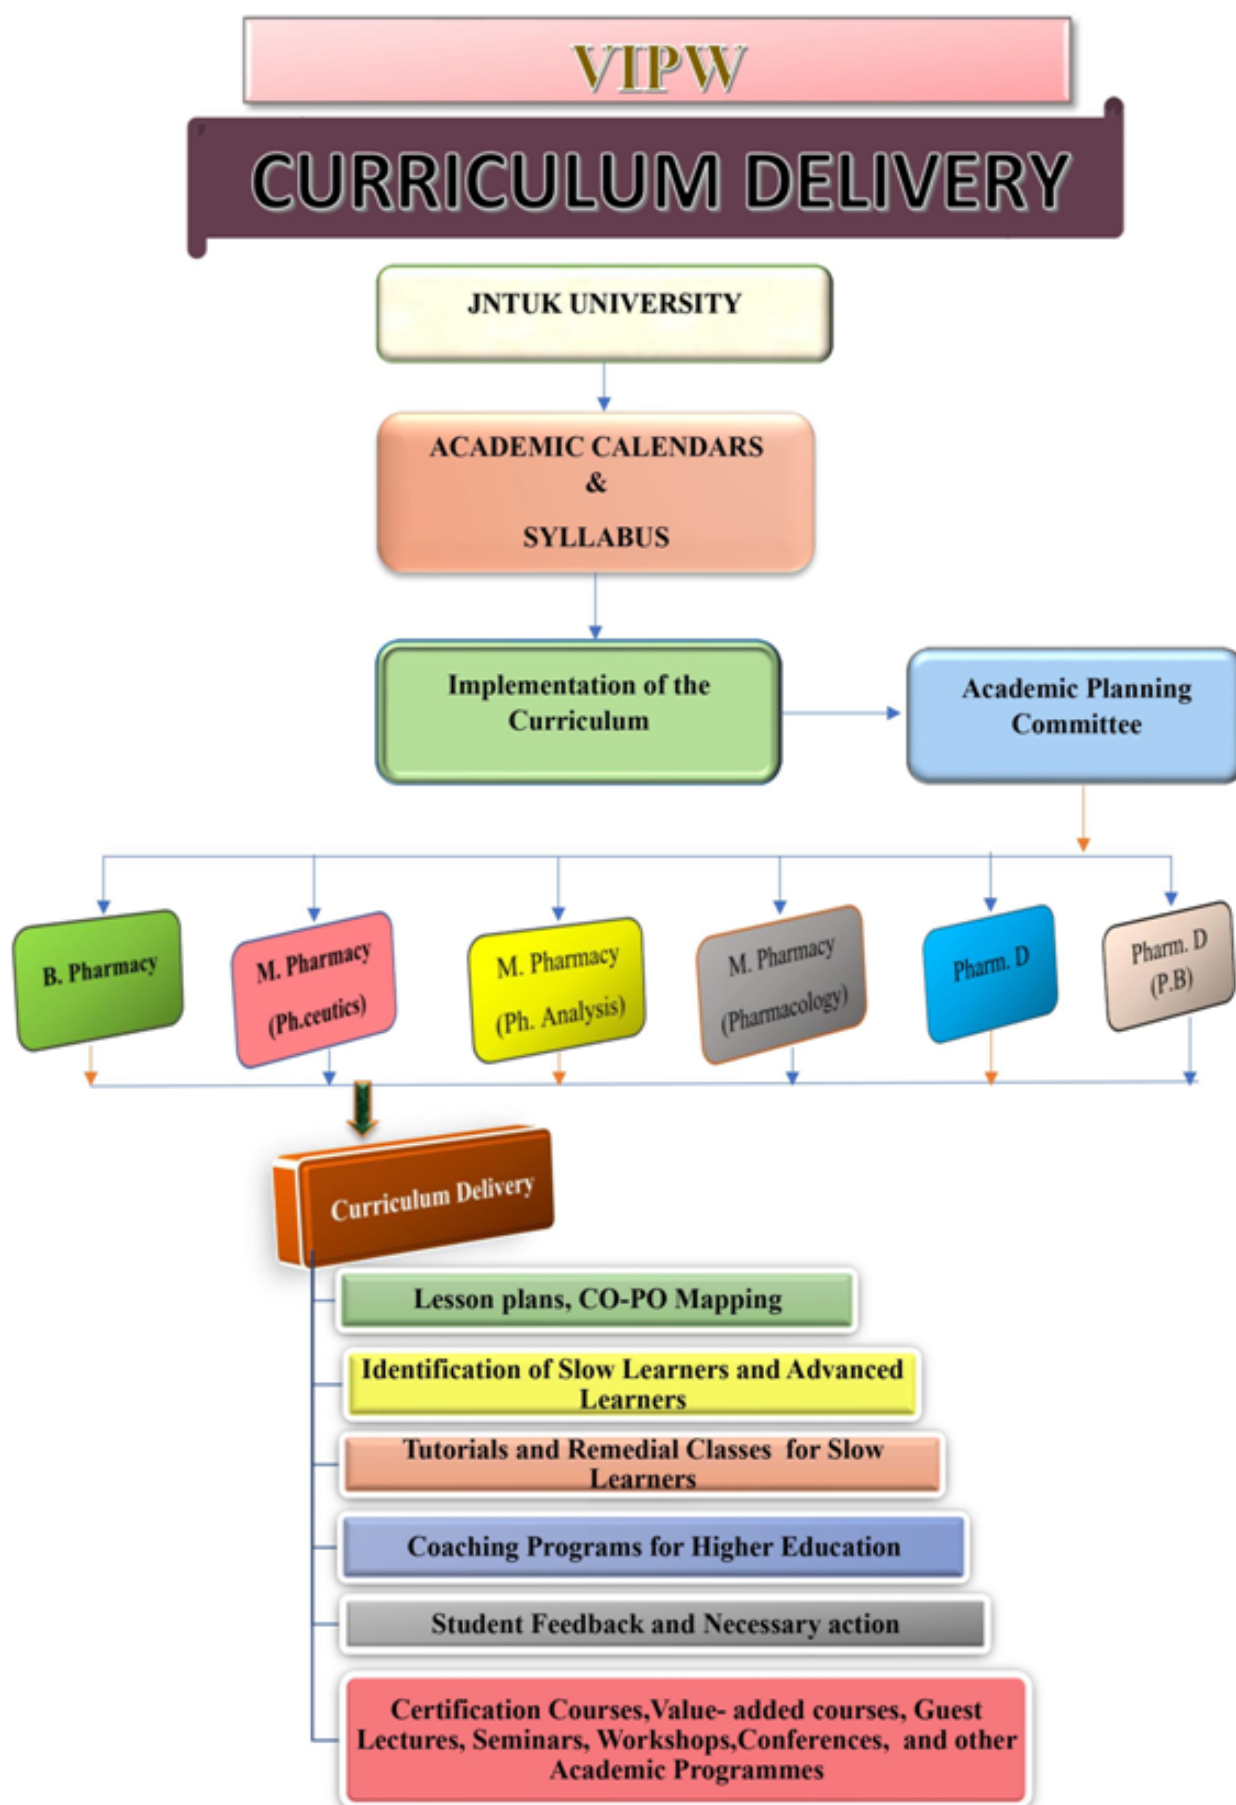 VIPW
CURRICULUM DELIVERY
JNTUK UNIVERSITY
ACADEMIC CALENDARS
&
SYLLABUS
Implementation of the
Curriculum
Academic Planning
Committee
B. Pharmacy
M. Pharmacy
(Ph.ceutics)
M. Pharmacy
(Ph. Analysis)
M. Pharmacy
(Pharmacology)
Pharm. D
Pharm. D
(P.B)
Curriculum Delivery
Lesson plans, CO-PO Mapping
Identification of Slow Learners and Advanced
Learners
Tutorials and Remedial Classes for Slow
Learners
Coaching Programs for Higher Education
Student Feedback and Necessary action
Certification Courses,Value- added courses, Guest
Lectures, Seminars, Workshops,Conferences, and other
Academic Programmes